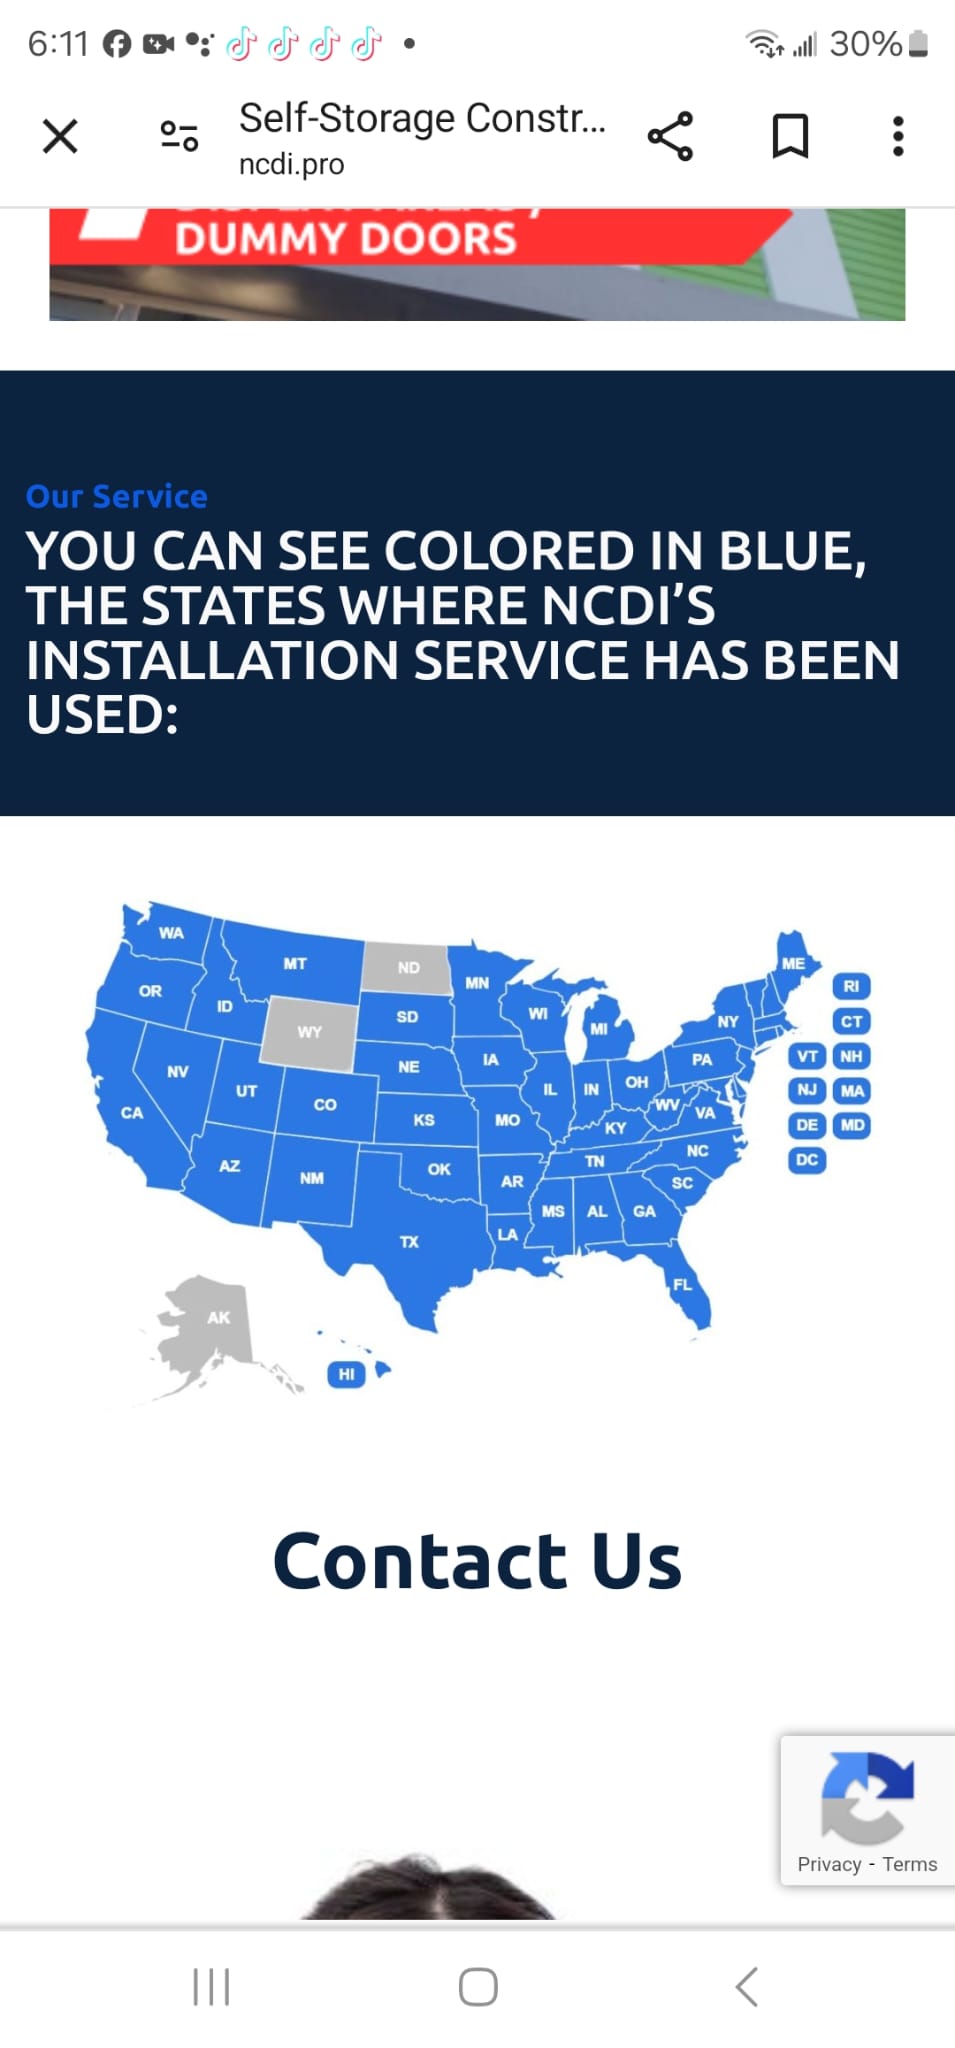 6:11
30%
Self-Storage Constr...
ncdi.pro
DUMMY DOORS
Our Service
YOU CAN SEE COLORED IN BLUE,
THE STATES WHERE NCDI'S
INSTALLATION SERVICE HAS BEEN
USED:
WA
MT
ND
MN
ME
OR
ID
SD
WI
MI
NY
RI
WY
CT
NV
UT
NE
IA
PA
VT
NH
CA
CO
IL
IN
OH
NJ
MA
KS
MO
WV
VA
KY
DE
MD
AZ
NM
OK
AR
TN
NC
DC
SC
TX
LA
MS
AL
GA
FL
AK
HI
Contact Us
Privacy - Terms